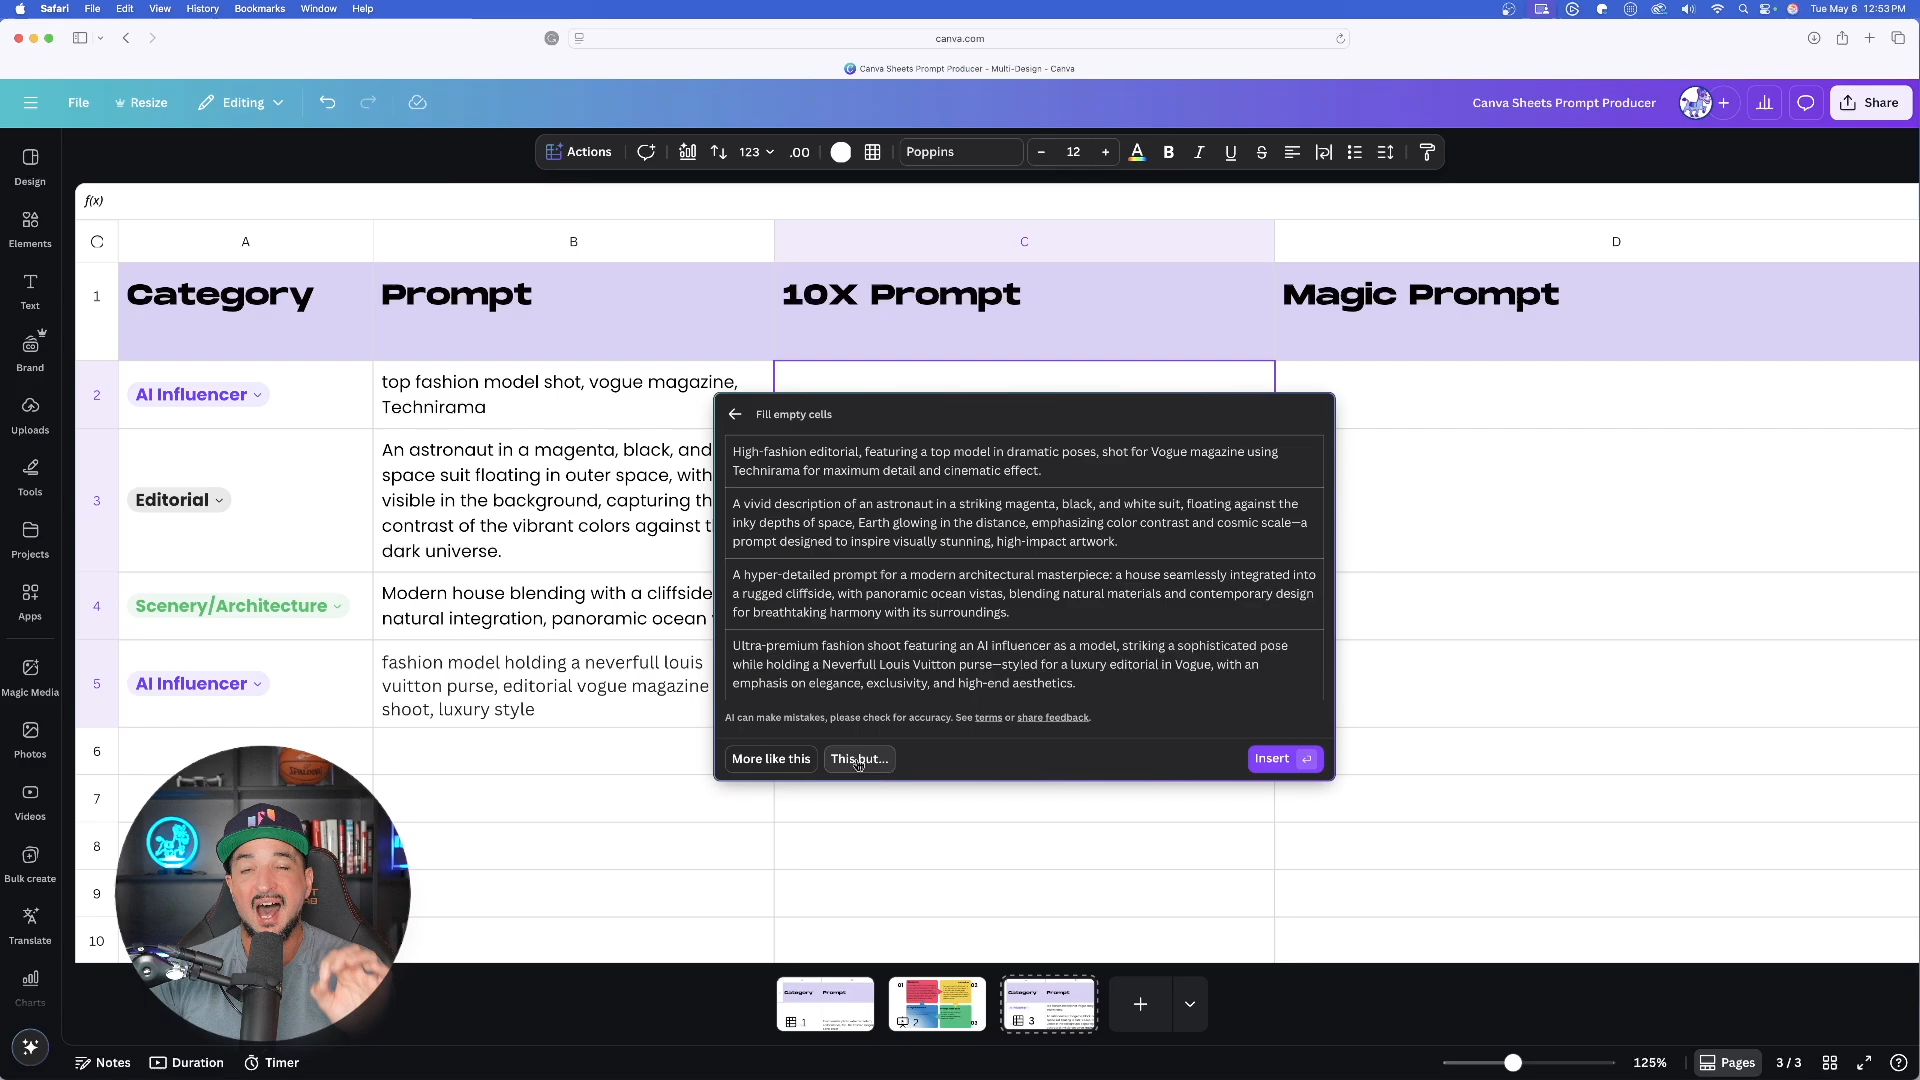 Safari File Edit View History Bookmarks Window Help
Tue May 6 12:53 PM
canva.com
Canva Sheets Prompt Producer - Multi-Design - Canva
File Resize Editing
Canva Sheets Prompt Producer
Share
Actions 123 .00 Poppins - 12 + A B I U S
f(x)
A B C D
1 Category Prompt 10X Prompt Magic Prompt
2 AI Influencer
top fashion model shot, vogue magazine,
Technirama
3 Editorial
An astronaut in a magenta, black, and
space suit floating in outer space, with
visible in the background, capturing th
contrast of the vibrant colors against t
dark universe.
4 Scenery/Architecture
Modern house blending with a cliffside
natural integration, panoramic ocean
5 AI Influencer
fashion model holding a neverfull louis
vuitton purse, editorial vogue magazine
shoot, luxury style
6
7
8
9
10
Fill empty cells
High-fashion editorial, featuring a top model in dramatic poses, shot for Vogue magazine using
Technirama for maximum detail and cinematic effect.
A vivid description of an astronaut in a striking magenta, black, and white suit, floating against the
inky depths of space, Earth glowing in the distance, emphasizing color contrast and cosmic scale—a
prompt designed to inspire visually stunning, high-impact artwork.
A hyper-detailed prompt for a modern architectural masterpiece: a house seamlessly integrated into
a rugged cliffside, with panoramic ocean vistas, blending natural materials and contemporary design
for breathtaking harmony with its surroundings.
Ultra-premium fashion shoot featuring an AI influencer as a model, striking a sophisticated pose
while holding a Neverfull Louis Vuitton purse—styled for a luxury editorial in Vogue, with an
emphasis on elegance, exclusivity, and high-end aesthetics.
AI can make mistakes, please check for accuracy. See terms or share feedback.
More like this
This but...
Insert
Design
Elements
Text
Brand
Uploads
Tools
Projects
Apps
Magic Media
Photos
Videos
Bulk create
Translate
Charts
Category Prompt
1
01
02
03
2
Category Prompt
3
Notes Duration Timer
125% Pages 3 / 3